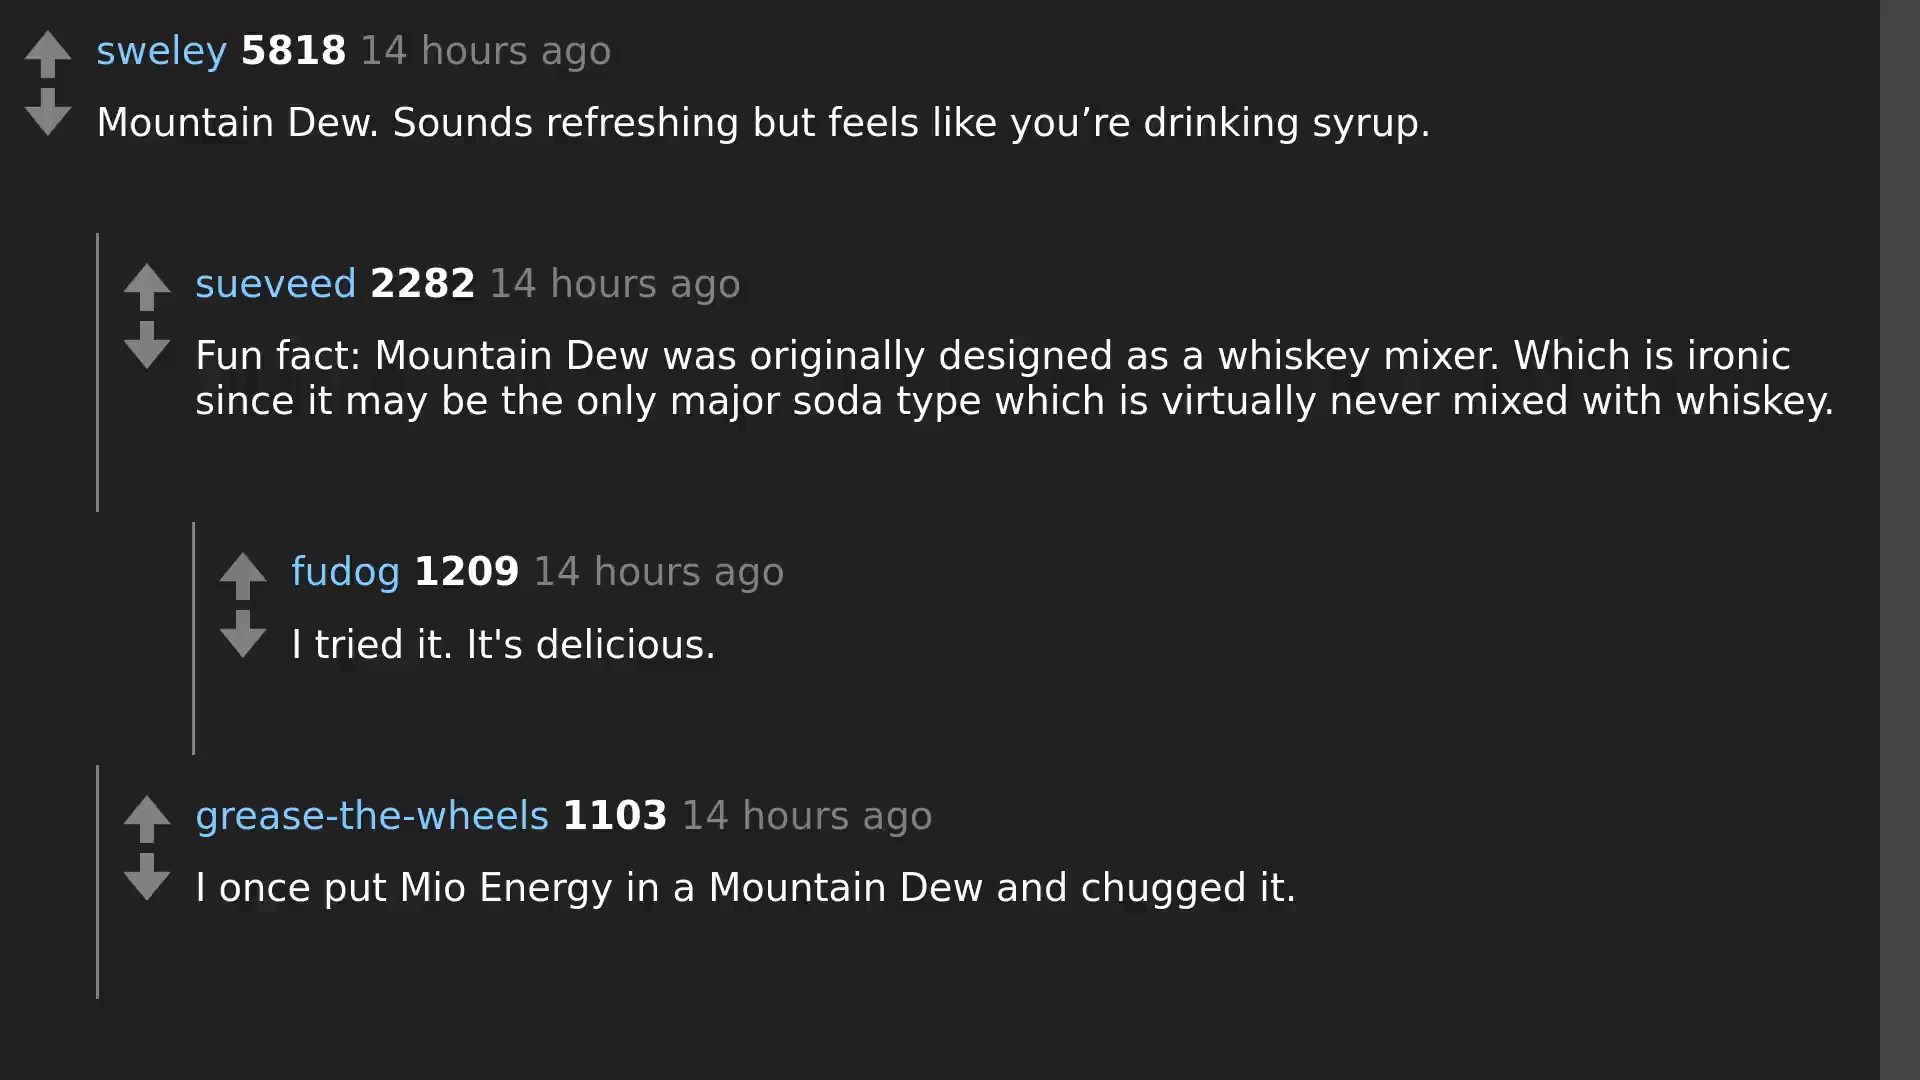 sweley 5818 14 hours ago
Mountain Dew. Sounds refreshing but feels like you’re drinking syrup.
sueveed 2282 14 hours ago
Fun fact: Mountain Dew was originally designed as a whiskey mixer. Which is ironic
since it may be the only major soda type which is virtually never mixed with whiskey.
fudog 1209 14 hours ago
I tried it. It's delicious.
grease-the-wheels 1103 14 hours ago
I once put Mio Energy in a Mountain Dew and chugged it.